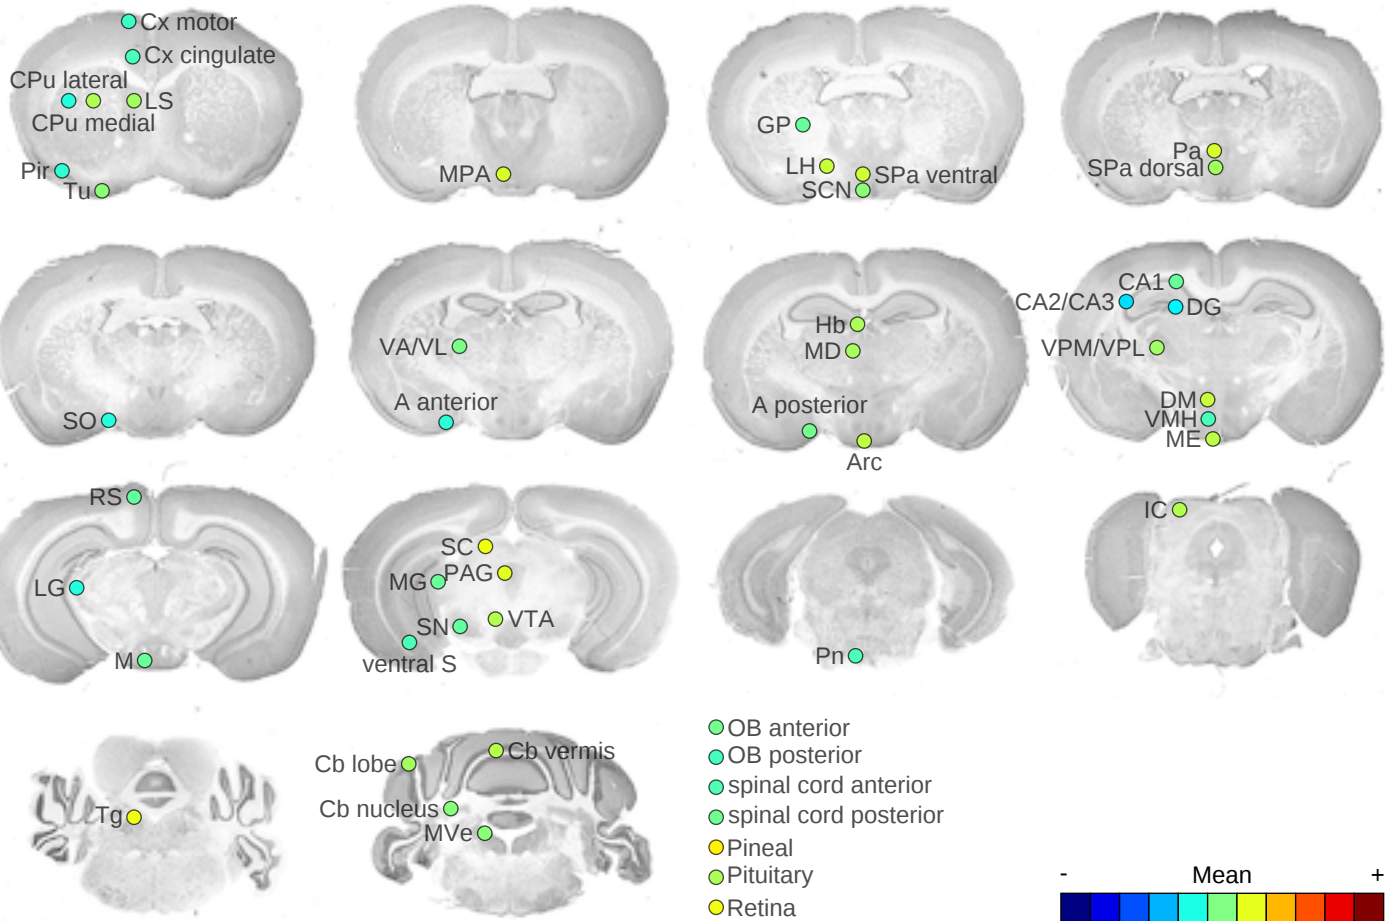 Cx motor
Cx cingulate
CPu lateral
LS
CPu medial
Pir
Tu
MPA
GP
LH
SPa ventral
SCN
Pa
SPa dorsal
SO
VA/VL
A anterior
Hb
MD
A posterior
Arc
CA1
CA2/CA3
DG
VPM/VPL
DM
VMH
ME
RS
LG
M
SC
MG
PAG
SN
VTA
ventral S
Pn
IC
Tg
Cb lobe
Cb vermis
Cb nucleus
MVe
OB anterior
OB posterior
spinal cord anterior
spinal cord posterior
Pineal
Pituitary
Retina
- Mean +